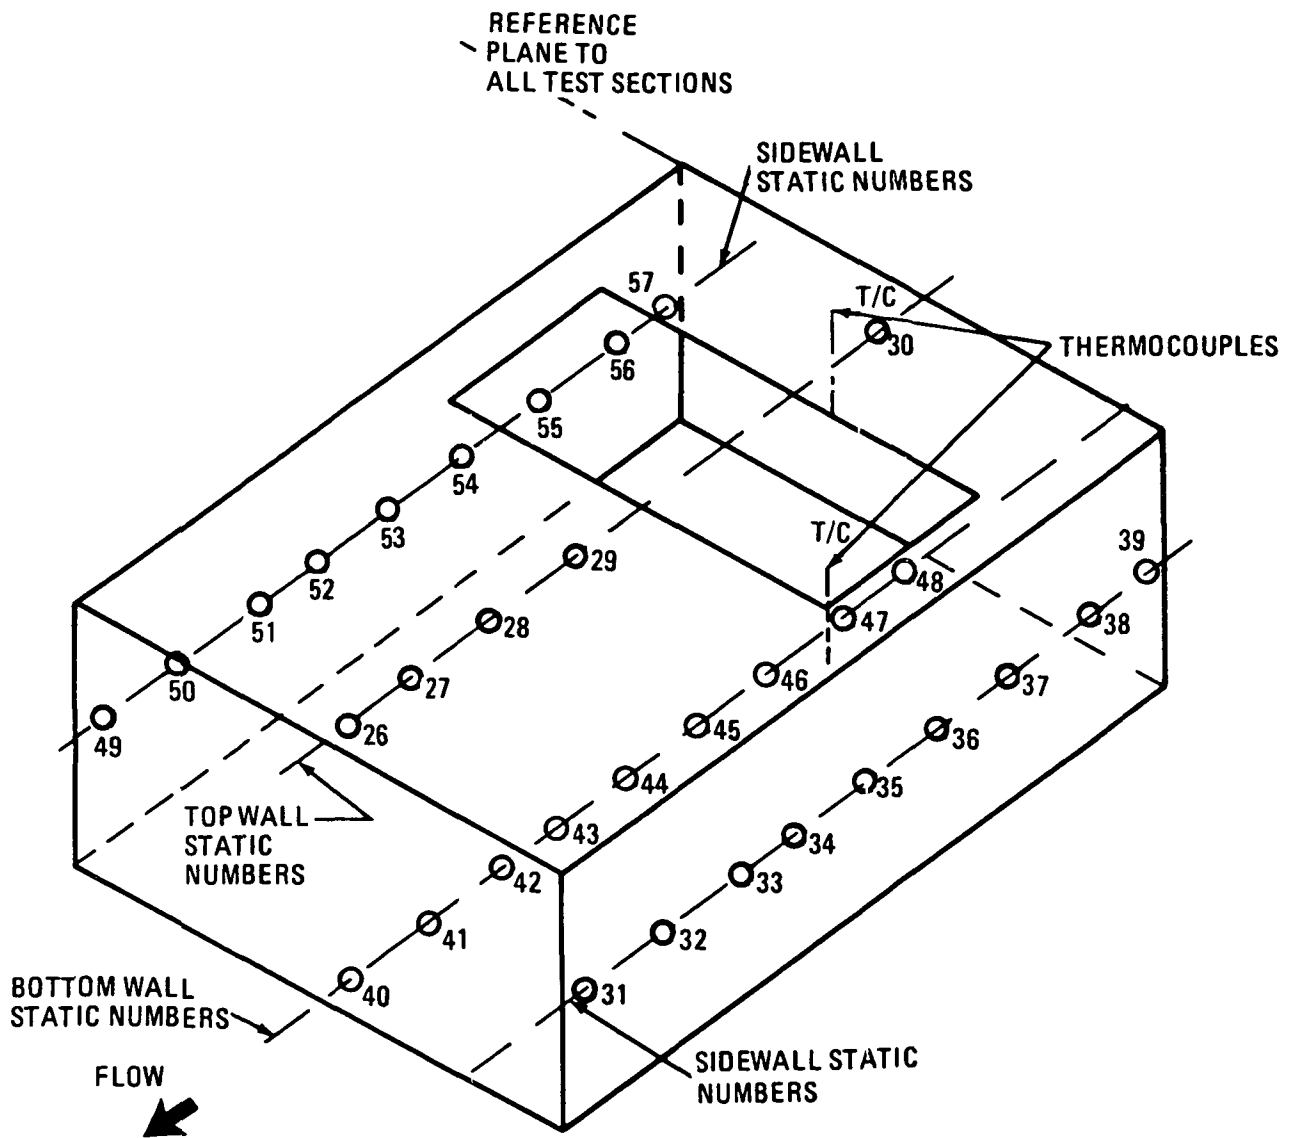 REFERENCE
PLANE TO
ALL TEST SECTIONS
SIDEWALL
STATIC NUMBERS
57
T/C
30
THERMOCOUPLES
56
55
54
53
T/C
39
52
29
48
51
28
47
38
50
27
46
37
49
26
45
36
44
35
TOP WALL
STATIC
NUMBERS
43
34
42
33
41
32
BOTTOM WALL
STATIC NUMBERS
40
31
FLOW
SIDEWALL STATIC
NUMBERS